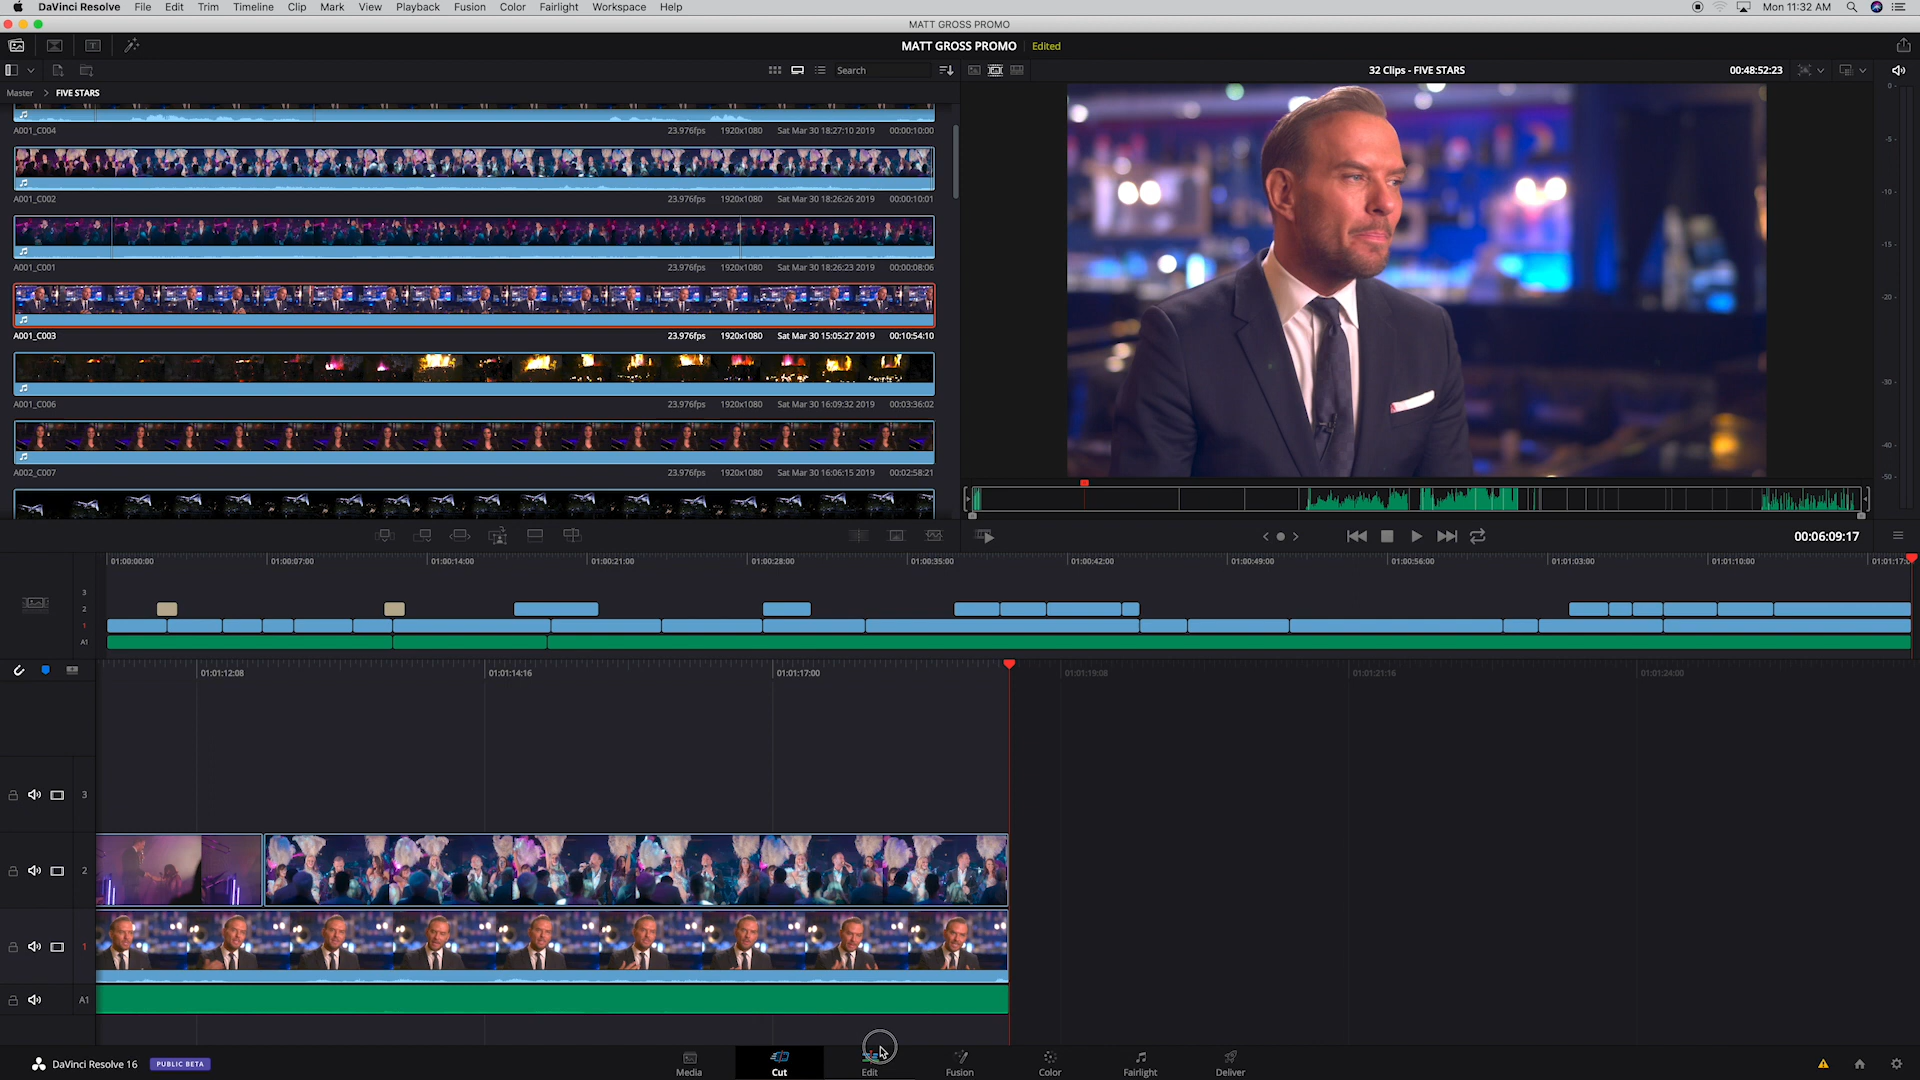 DaVinci Resolve File Edit Trim Timeline Clip Mark View Playback Fusion Color Fairlight Workspace Help Mon 11:32 AM
MATT GROSS PROMO
MATT GROSS PROMO Edited
Search 32 Clips - FIVE STARS 00:48:52:23
Master > FIVE STARS
A001_C004 23.976fps 1920x1080 Sat Mar 30 18:27:10 2019 00:00:10:00
A001_C002 23.976fps 1920x1080 Sat Mar 30 18:26:26 2019 00:00:10:01
A001_C001 23.976fps 1920x1080 Sat Mar 30 18:26:23 2019 00:00:08:06
A001_C003 23.976fps 1920x1080 Sat Mar 30 15:05:27 2019 00:10:54:10
A001_C006 23.976fps 1920x1080 Sat Mar 30 16:09:32 2019 00:03:36:02
A002_C007 23.976fps 1920x1080 Sat Mar 30 16:06:15 2019 00:02:58:21
0
-5
-10
-15
-20
-30
-40
-50
00:06:09:17
01:00:00:00 01:00:07:00 01:00:14:00 01:00:21:00 01:00:28:00 01:00:35:00 01:00:42:00 01:00:49:00 01:00:56:00 01:01:03:00 01:01:10:00 01:01:17:0
3
2
1
A1
01:01:12:08 01:01:14:16 01:01:17:00 01:01:19:08 01:01:21:16 01:01:24:00
3
2
1
A1
DaVinci Resolve 16 PUBLIC BETA Media Cut Edit Fusion Color Fairlight Deliver